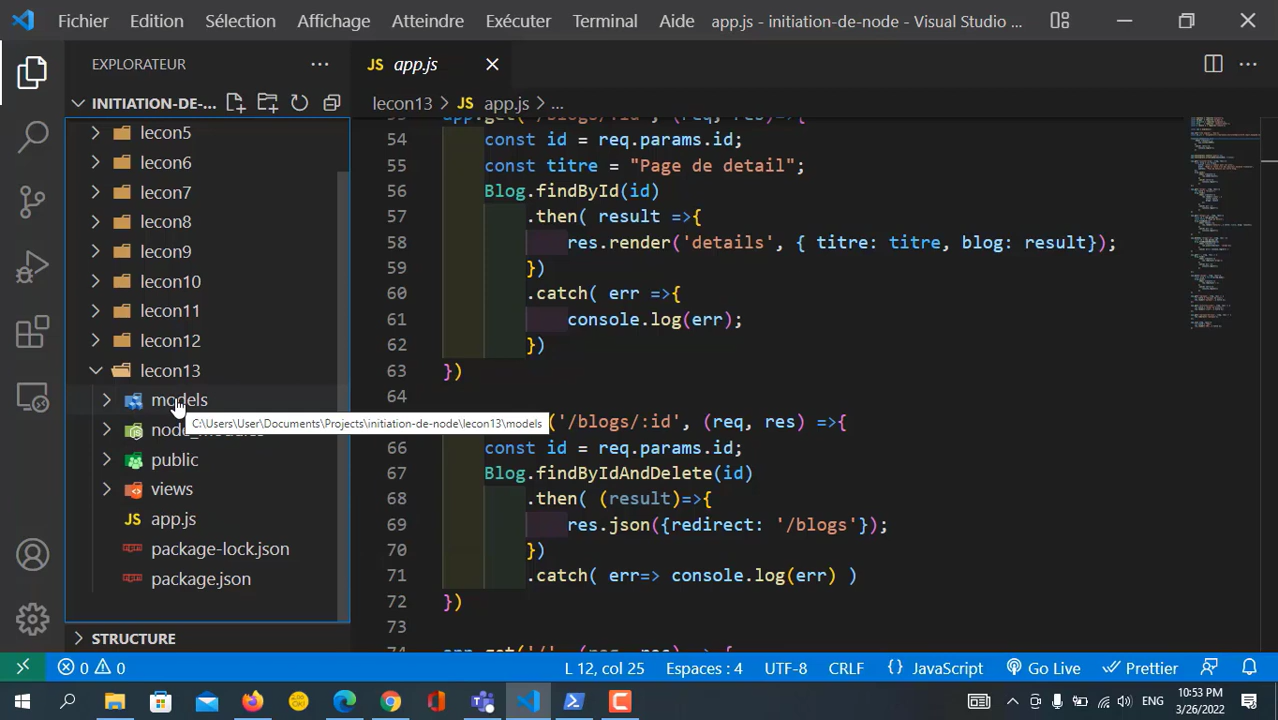 Fichier Edition Sélection Affichage Atteindre Exécuter Terminal Aide app.js - initiation-de-node - Visual Studio ...
EXPLORATEUR
INITIATION-DE-...
lecon5
lecon6
lecon7
lecon8
lecon9
lecon10
lecon11
lecon12
lecon13
models
C:\Users\User\Documents\Projects\initiation-de-node\lecon13\models
public
views
JS app.js
package-lock.json
package.json
STRUCTURE
JS app.js
lecon13 > JS app.js > ...
54 const id = req.params.id;
55 const titre = "Page de detail";
56 Blog.findById(id)
57 .then( result =>{
58 res.render('details', { titre: titre, blog: result});
59 })
60 .catch( err =>{
61 console.log(err);
62 })
63 })
64
('/blogs/:id', (req, res) =>{
66 const id = req.params.id;
67 Blog.findByIdAndDelete(id)
68 .then( (result)=>{
69 res.json({redirect: '/blogs'});
70 })
71 .catch( err=> console.log(err) )
72 })
73
0 0 L 12, col 25 Espaces : 4 UTF-8 CRLF {} JavaScript Go Live Prettier
ENG
10:53 PM
3/26/2022